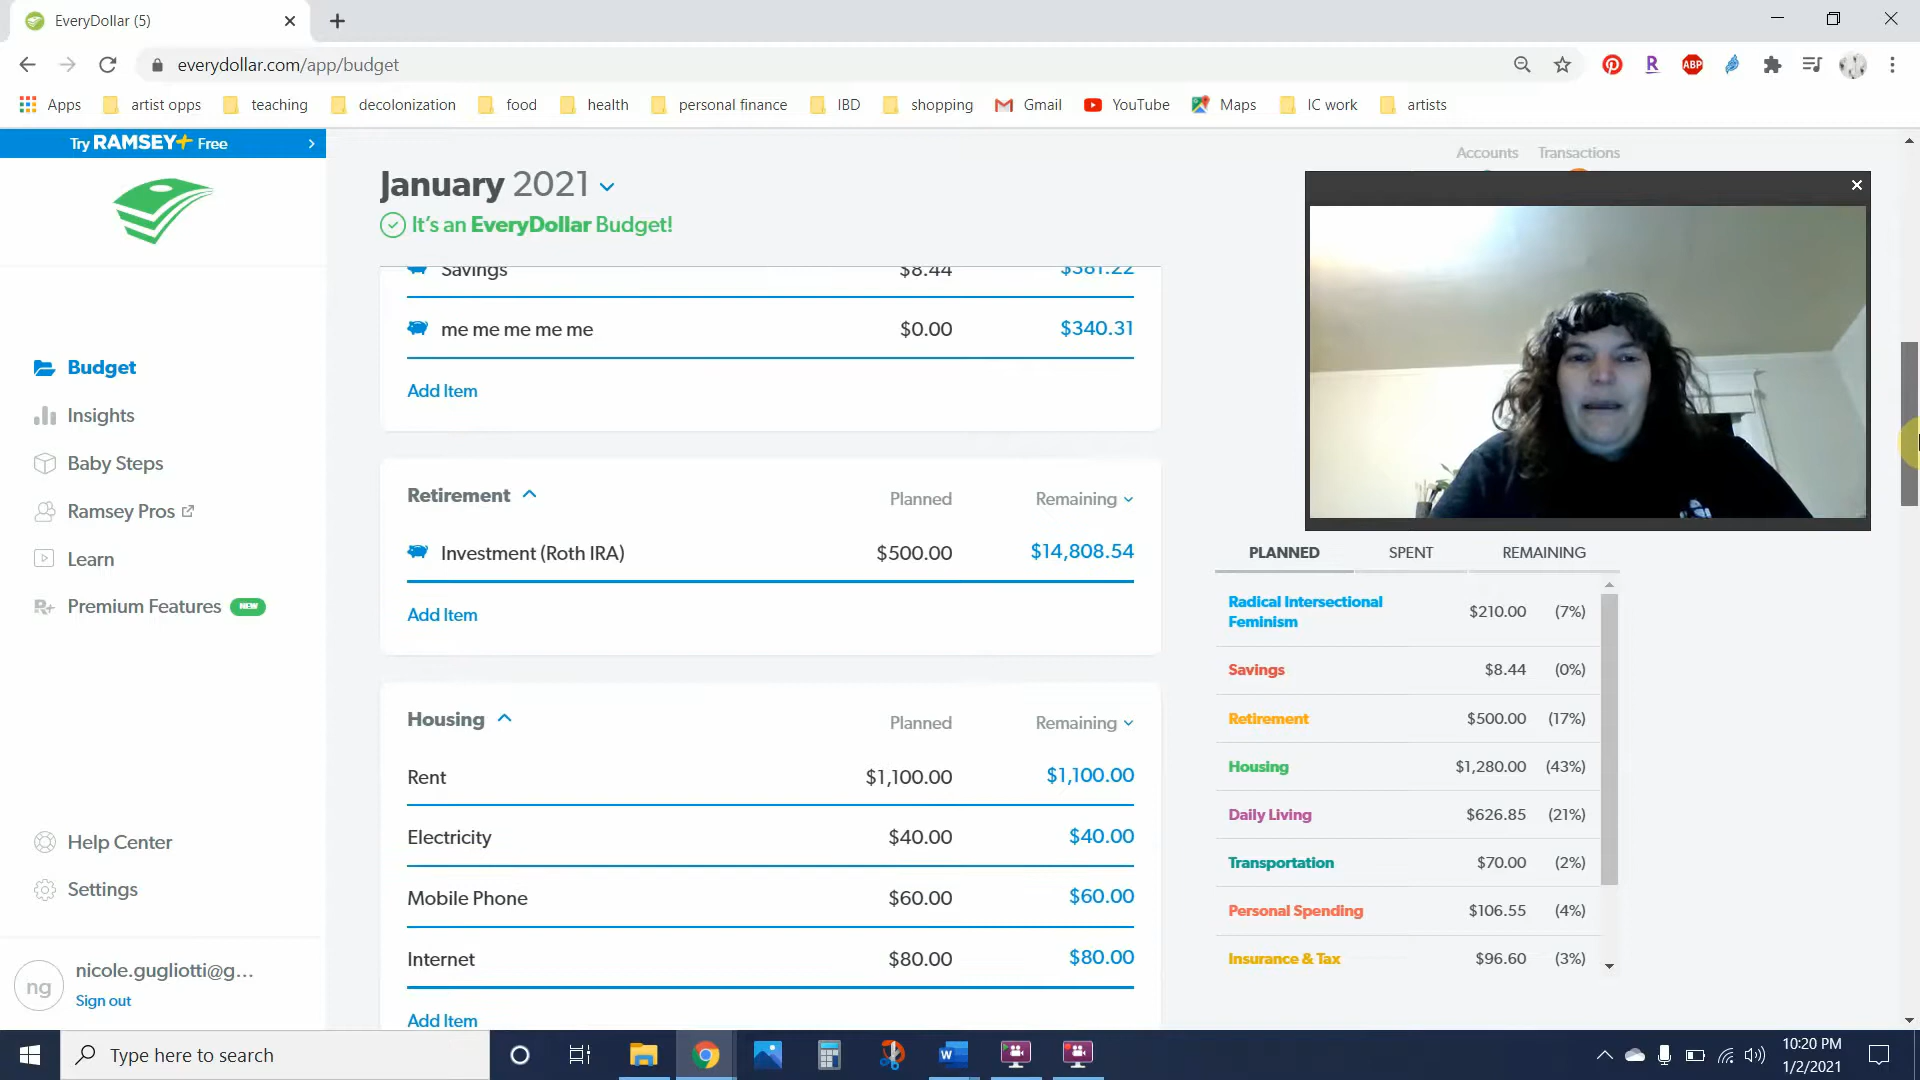 EveryDollar (5)
everydollar.com/app/budget
ABP
R
Apps artist opps teaching decolonization food health personal finance IBD shopping Gmail YouTube Maps IC work artists
Try RAMSEY+ Free
Budget
Insights
Baby Steps
Ramsey Pros
Learn
R+ Premium Features NEW
Help Center
Settings
ng
nicole.gugliotti@g...
Sign out
January 2021
It's an EveryDollar Budget!
Savings $8.44 $381.22
me me me me me $0.00 $340.31
Add Item
Retirement Planned Remaining
Investment (Roth IRA) $500.00 $14,808.54
Add Item
Housing Planned Remaining
Rent $1,100.00 $1,100.00
Electricity $40.00 $40.00
Mobile Phone $60.00 $60.00
Internet $80.00 $80.00
Add Item
Accounts Transactions
PLANNED SPENT REMAINING
Radical Intersectional
Feminism $210.00 (7%)
Savings $8.44 (0%)
Retirement $500.00 (17%)
Housing $1,280.00 (43%)
Daily Living $626.85 (21%)
Transportation $70.00 (2%)
Personal Spending $106.55 (4%)
Insurance & Tax $96.60 (3%)
Type here to search
W
10:20 PM
1/2/2021